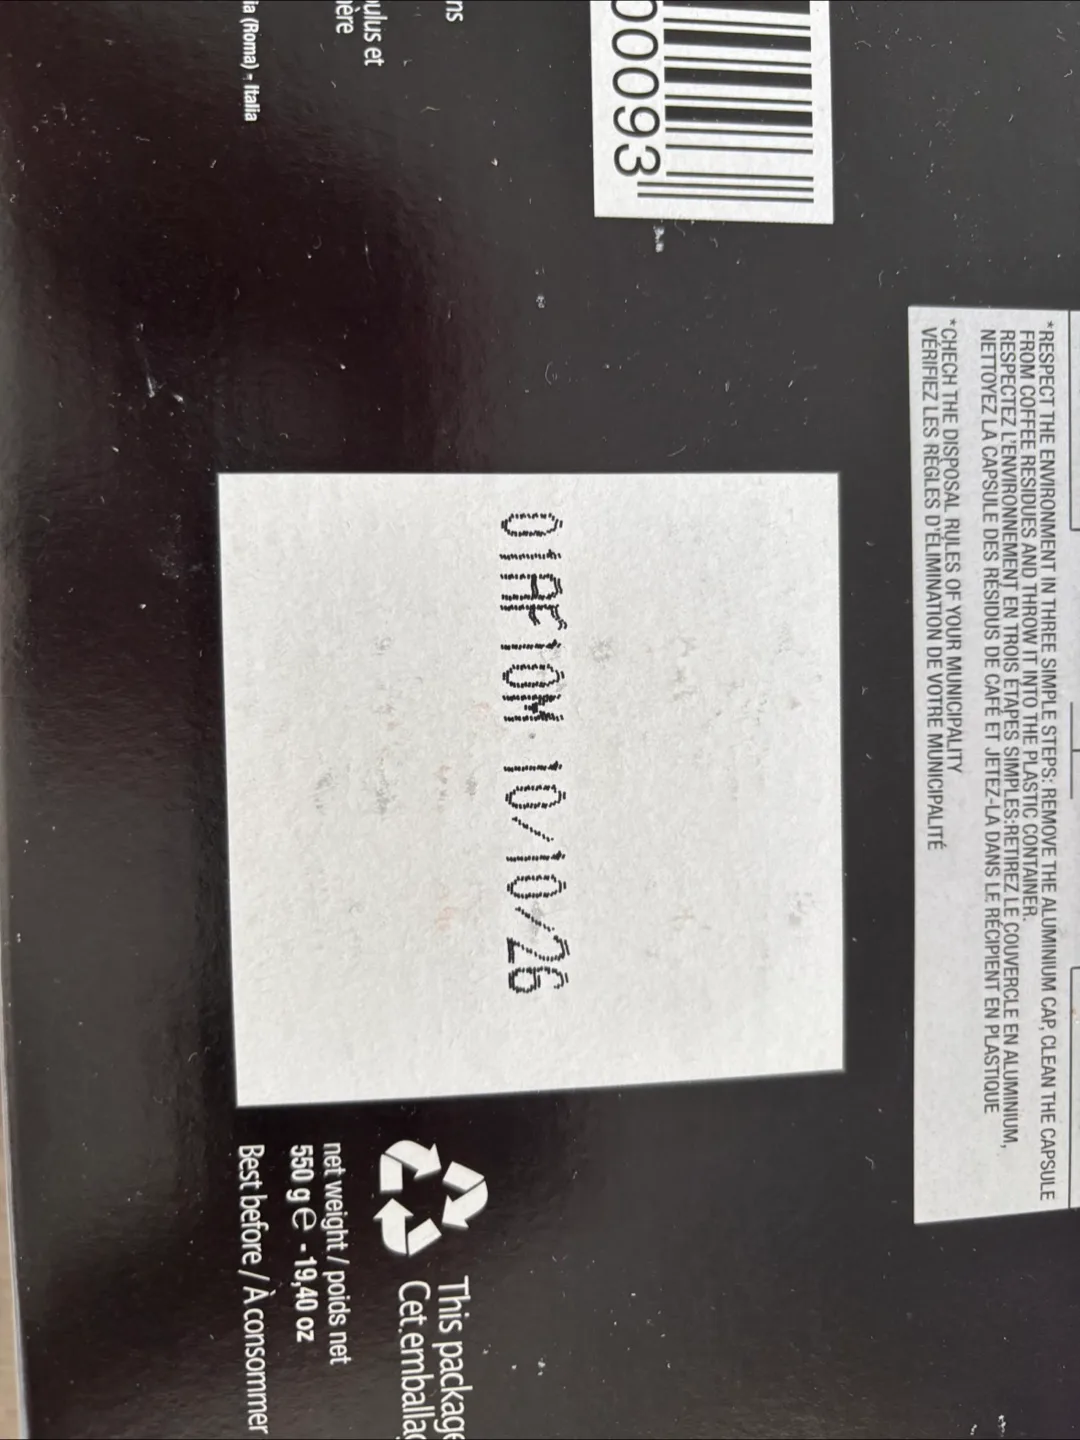 ns
ulus et
ère
ia (Roma) - Italia
00093
*RESPECT THE ENVIRONMENT IN THREE SIMPLE STEPS: REMOVE THE ALUMINIUM CAP, CLEAN THE CAPSULE
FROM COFFEE RESIDUES AND THROW IT INTO THE PLASTIC CONTAINER.
RESPECTEZ L'ENVIRONNEMENT EN TROIS ÉTAPES SIMPLES:RETIREZ LE COUVERCLE EN ALUMINIUM,
NETTOYEZ LA CAPSULE DES RÉSIDUS DE CAFÉ ET JETEZ-LA DANS LE RÉCIPIENT EN PLASTIQUE
*CHECH THE DISPOSAL RULES OF YOUR MUNICIPALITY
VÉRIFIEZ LES RÈGLES D'ÉLIMINATION DE VOTRE MUNICIPALITÉ
01AF10M 10/10/26
This package
Cet emballag
net weight / poids net
550 g e - 19,40 oz
Best before / À consommer